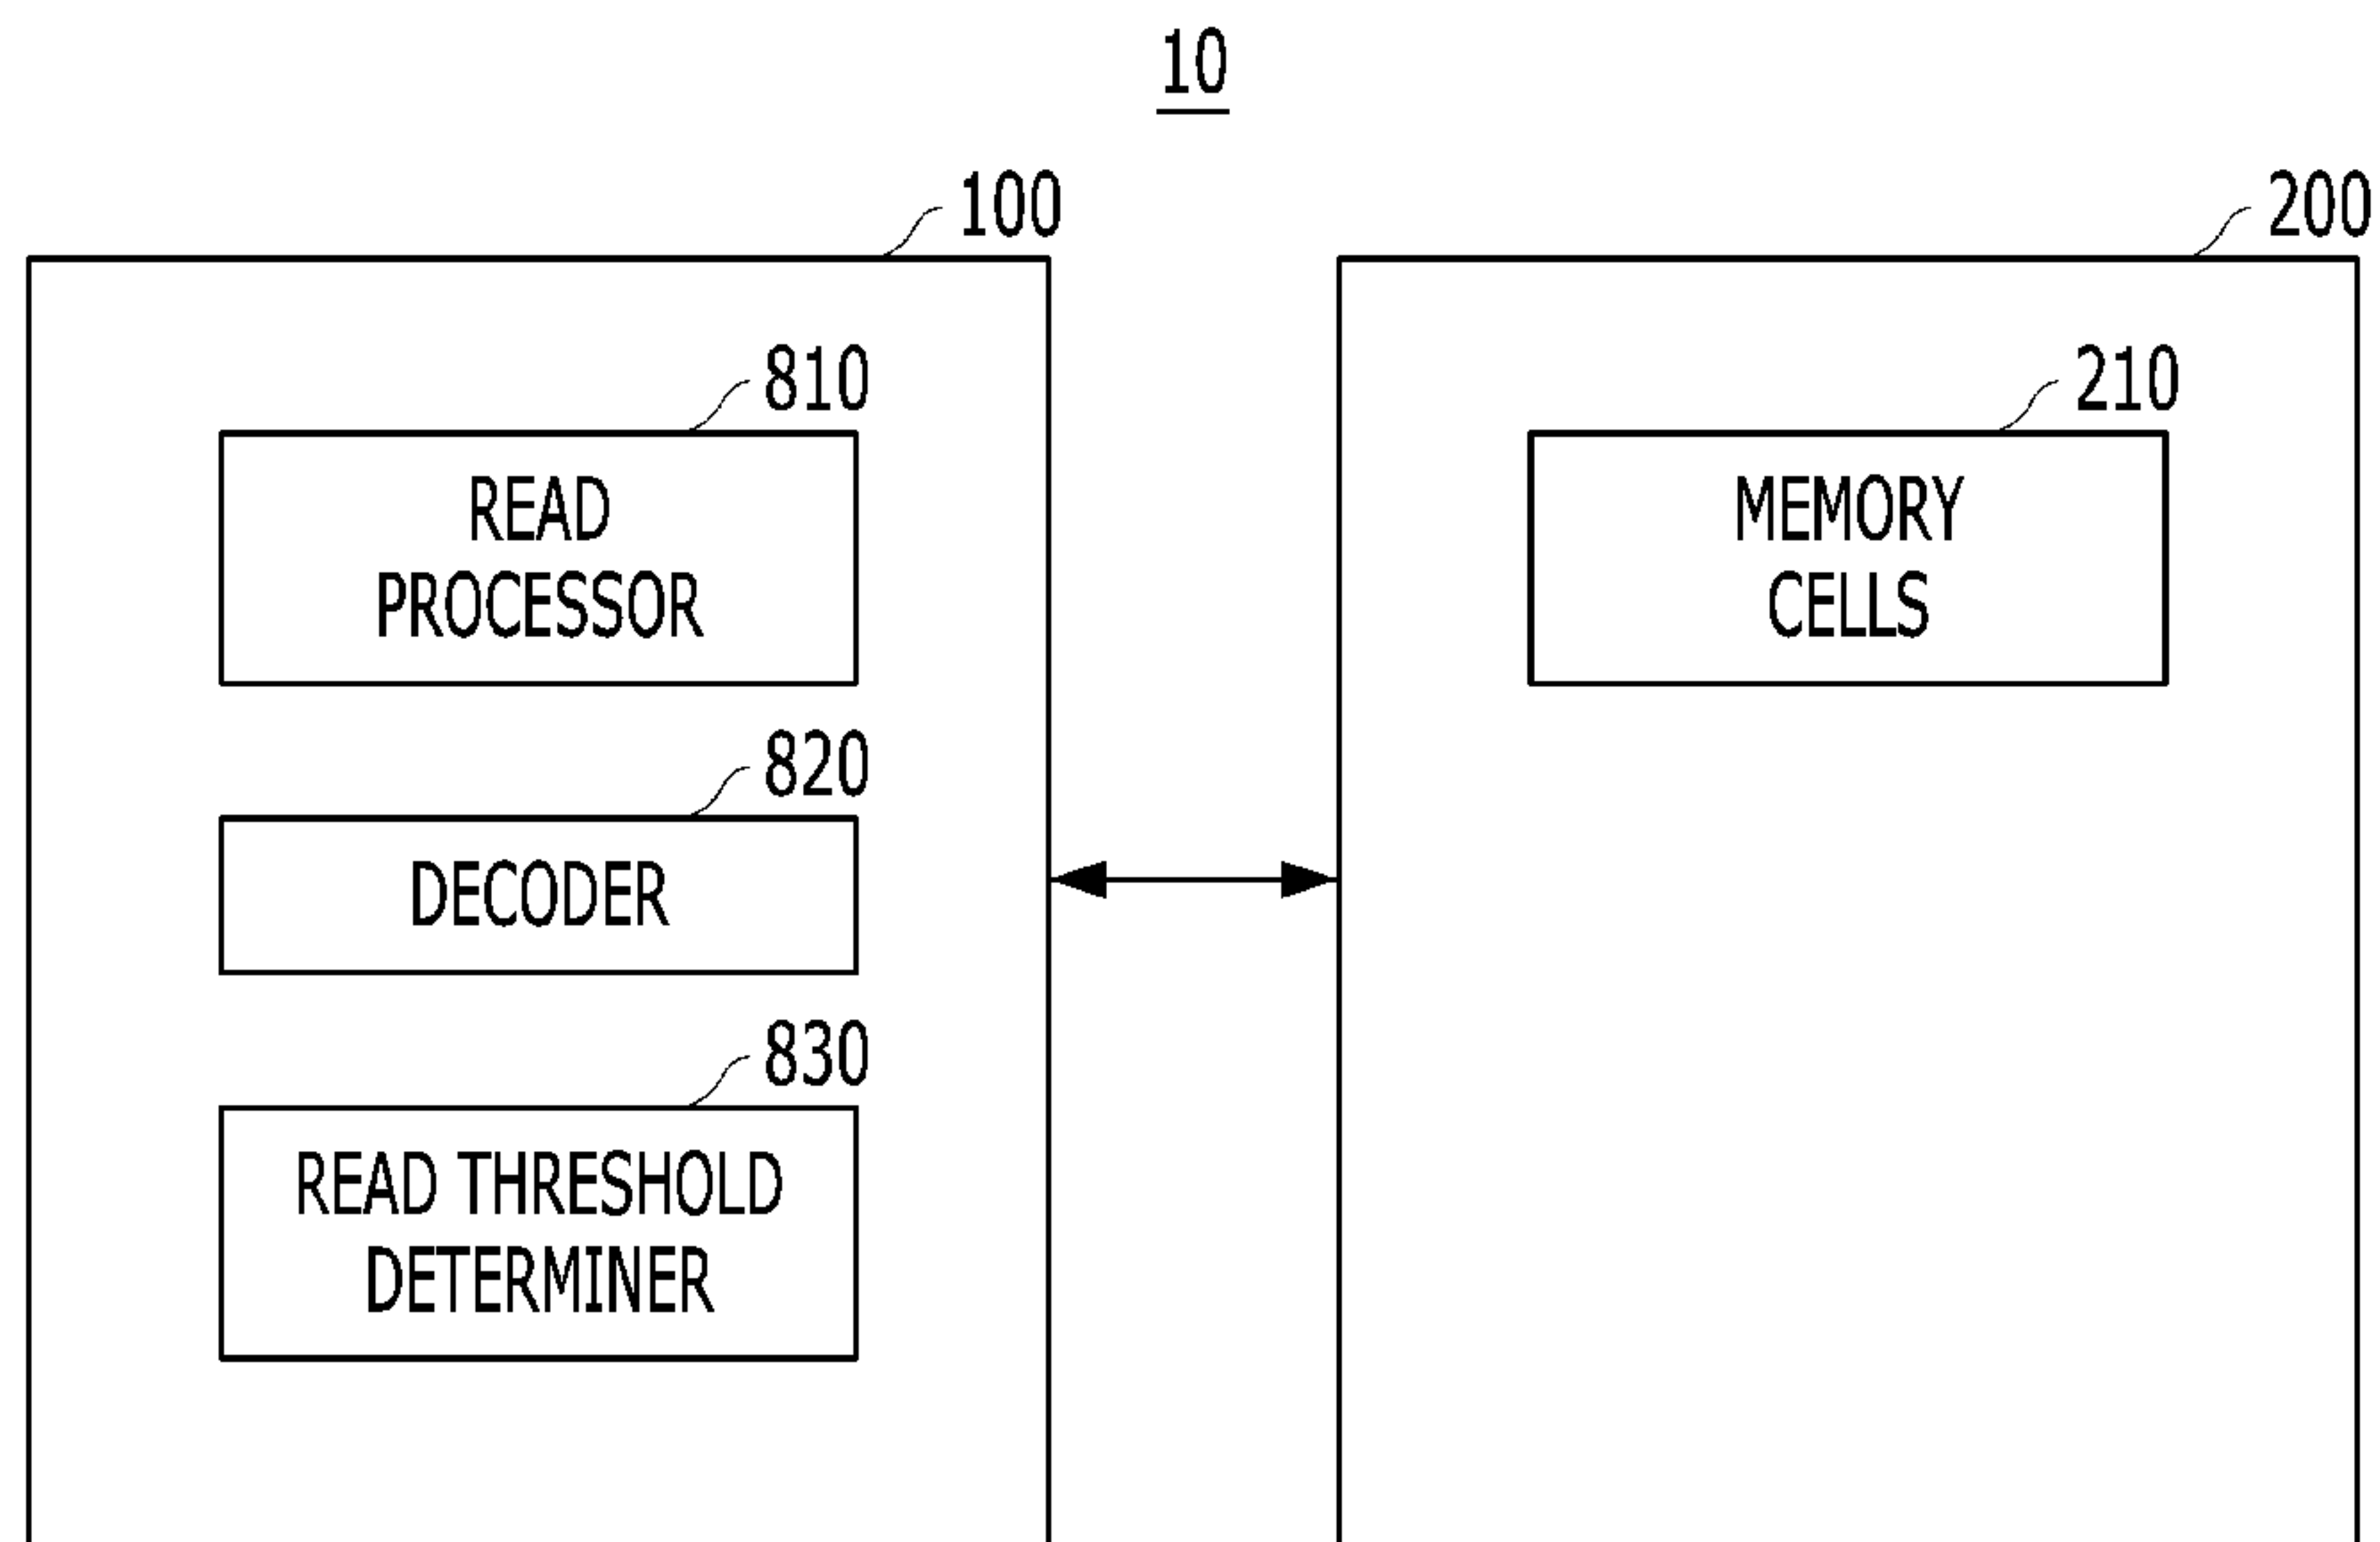 10
100
200
810
READ
PROCESSOR
210
MEMORY
CELLS
820
DECODER
830
READ THRESHOLD
DETERMINER